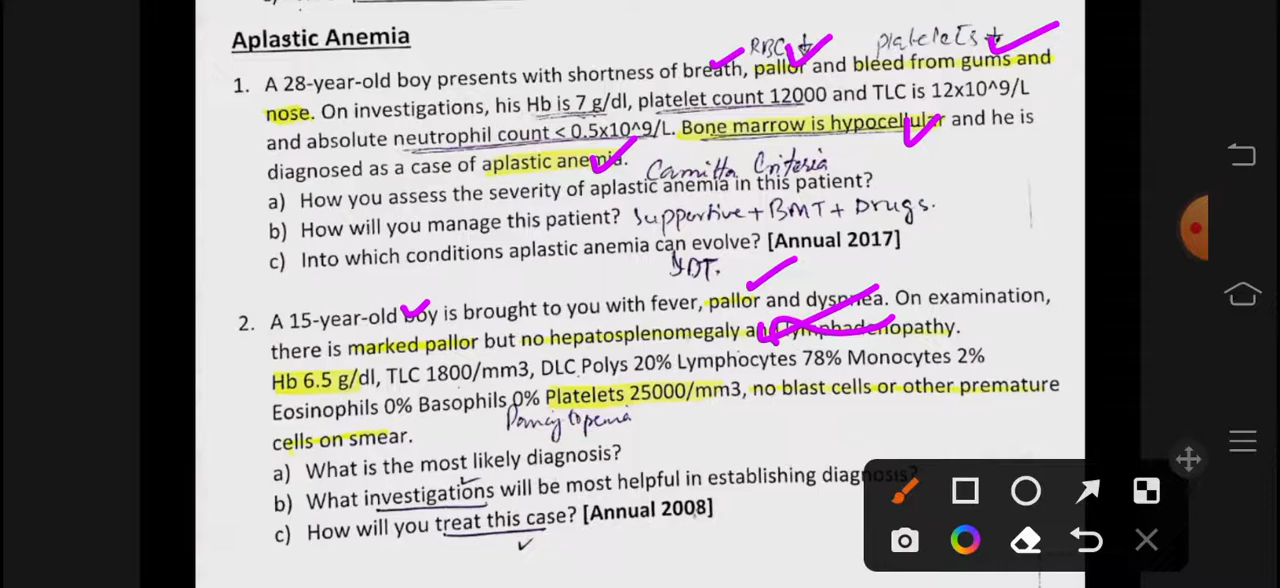 Aplastic Anemia
RBC ↓ Platelets ↓
1. A 28-year-old boy presents with shortness of breath, pallor and bleed from gums and
nose. On investigations, his Hb is 7 g/dl, platelet count 12000 and TLC is 12x10^9/L
and absolute neutrophil count < 0.5x10^9/L. Bone marrow is hypocellular and he is
diagnosed as a case of aplastic anemia.
Camitta Criteria
a) How you assess the severity of aplastic anemia in this patient?
b) How will you manage this patient? Supportive + BMT + Drugs.
c) Into which conditions aplastic anemia can evolve? [Annual 2017]
2. A 15-year-old boy is brought to you with fever, pallor and dyspnea. On examination,
there is marked pallor but no hepatosplenomegaly and lymphadenopathy.
Hb 6.5 g/dl, TLC 1800/mm3, DLC Polys 20% Lymphocytes 78% Monocytes 2%
Eosinophils 0% Basophils 0% Platelets 25000/mm3, no blast cells or other premature
cells on smear.
a) What is the most likely diagnosis?
b) What investigations will be most helpful in establishing diagnosis?
c) How will you treat this case? [Annual 2008]